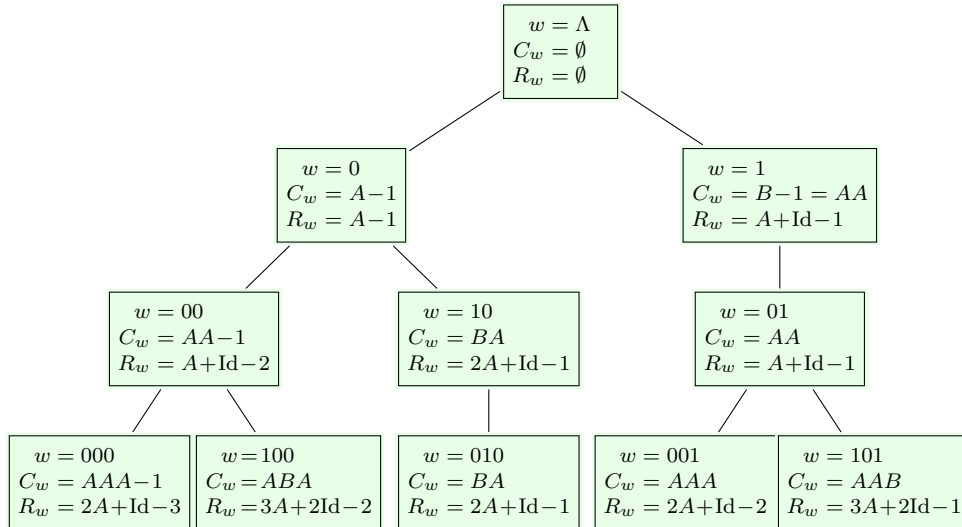 w = Λ
C_w = ∅
R_w = ∅
w = 0
C_w = A−1
R_w = A−1
w = 1
C_w = B−1 = AA
R_w = A+Id−1
w = 00
C_w = AA−1
R_w = A+Id−2
w = 10
C_w = BA
R_w = 2A+Id−1
w = 01
C_w = AA
R_w = A+Id−1
w = 000
C_w = AAA−1
R_w = 2A+Id−3
w=100
C_w=ABA
R_w=3A+2Id−2
w = 010
C_w = BA
R_w = 2A+Id−1
w = 001
C_w = AAA
R_w = 2A+Id−2
w = 101
C_w = AAB
R_w = 3A+2Id−1